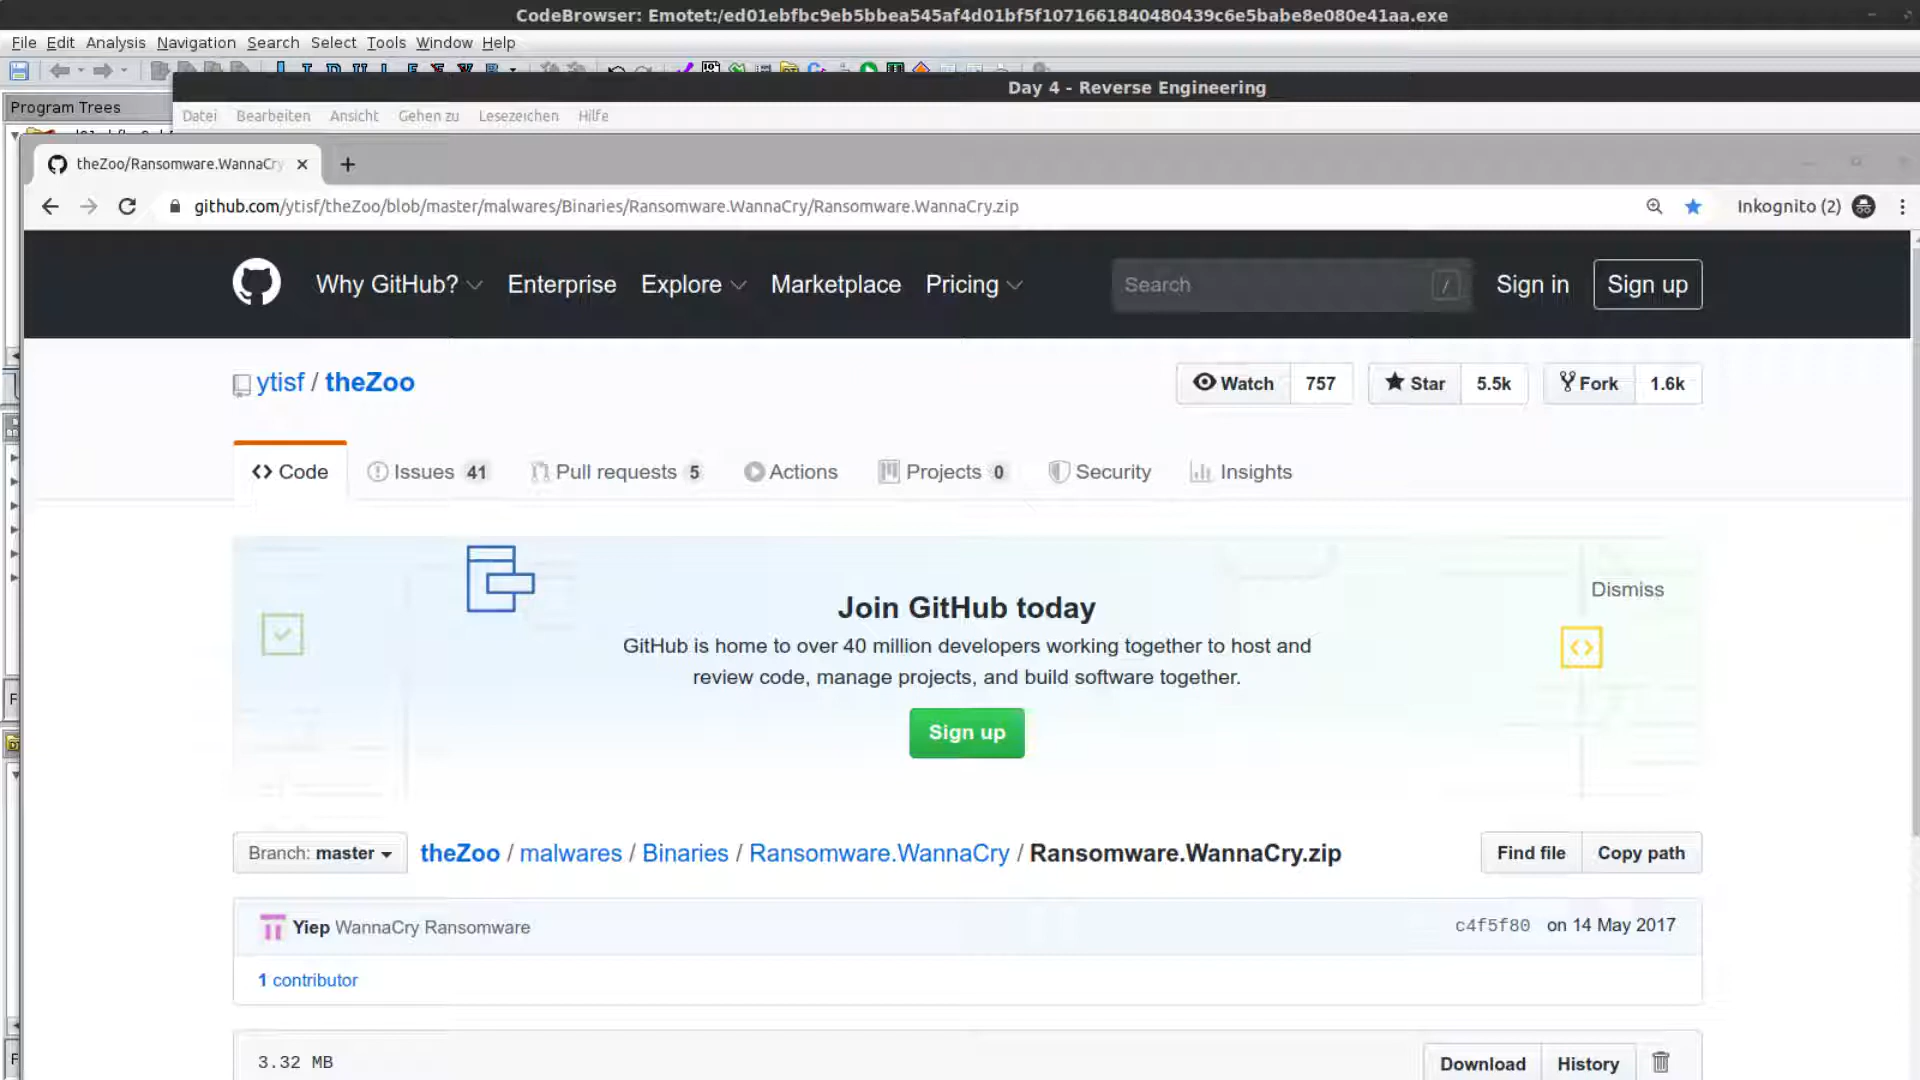 CodeBrowser: Emotet:/ed01ebfbc9eb5bbea545af4d01bf5f1071661840480439c6e5babe8e080e41aa.exe
File Edit Analysis Navigation Search Select Tools Window Help
Program Trees
Day 4 - Reverse Engineering
Datei Bearbeiten Ansicht Gehen zu Lesezeichen Hilfe
theZoo/Ransomware.WannaCry
github.com/ytisf/theZoo/blob/master/malwares/Binaries/Ransomware.WannaCry/Ransomware.WannaCry.zip
Inkognito (2)
Why GitHub? Enterprise Explore Marketplace Pricing Search / Sign in Sign up
ytisf / theZoo
Watch 757 Star 5.5k Fork 1.6k
Code Issues 41 Pull requests 5 Actions Projects 0 Security Insights
Dismiss
Join GitHub today
GitHub is home to over 40 million developers working together to host and
review code, manage projects, and build software together.
Sign up
Branch: master theZoo / malwares / Binaries / Ransomware.WannaCry / Ransomware.WannaCry.zip Find file Copy path
Yiep WannaCry Ransomware c4f5f80 on 14 May 2017
1 contributor
3.32 MB Download History